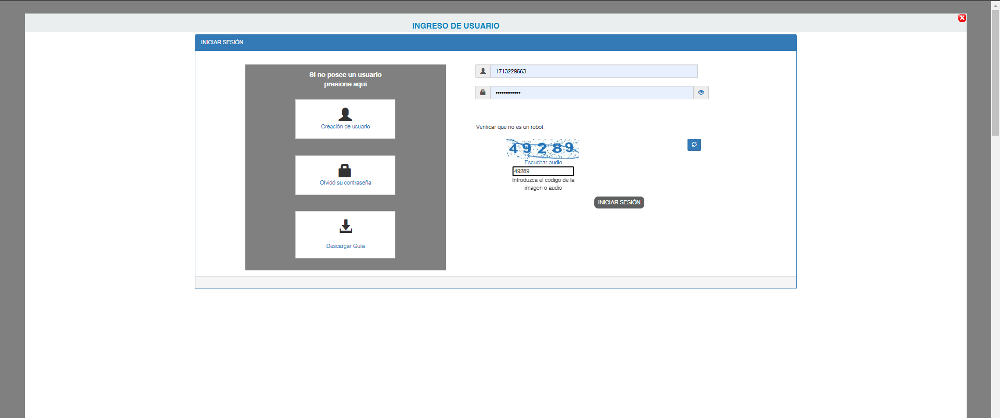 INGRESO DE USUARIO
INICIAR SESIÓN
Si no posee un usuario
presione aquí
Creación de usuario
Olvidó su contraseña
Descargar Guía
1713229563
•••••••••••••
Verificar que no es un robot.
49289
Escuchar audio
49289
Introduzca el código de la
imagen o audio
INICIAR SESIÓN